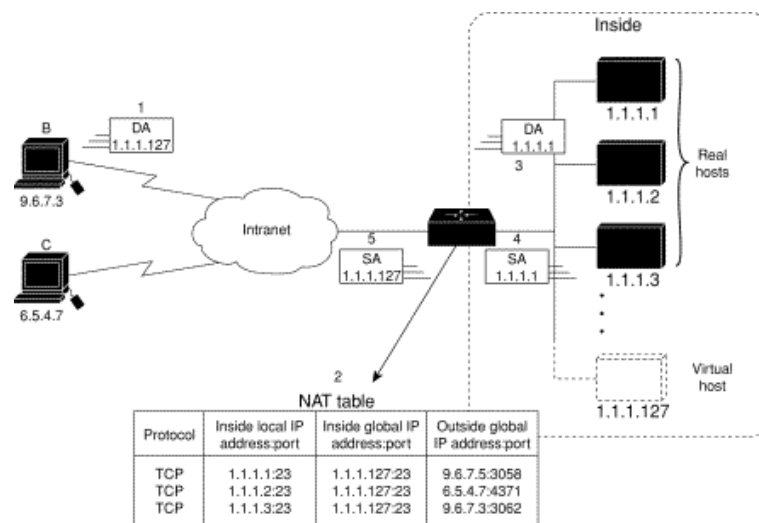 Inside
1
B
DA
1.1.1.127
9.6.7.3
DA
1.1.1.1
3
1.1.1.1
1.1.1.2
Real
hosts
Intranet
C
6.5.4.7
5
SA
1.1.1.127
4
SA
1.1.1.1
1.1.1.3
Virtual
host
1.1.1.127
2
NAT table
Protocol
Inside local IP
address:port
Inside global IP
address:port
Outside global
IP address:port
TCP 1.1.1.1:23 1.1.1.127:23 9.6.7.5:3058
TCP 1.1.1.2:23 1.1.1.127:23 6.5.4.7:4371
TCP 1.1.1.3:23 1.1.1.127:23 9.6.7.3:3062